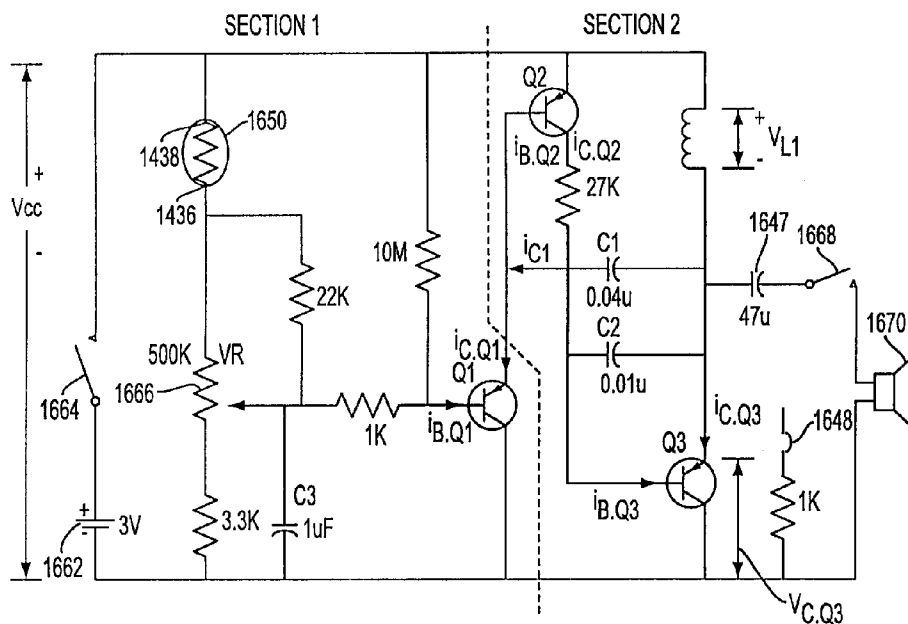 SECTION 1
SECTION 2
Q2
1650
1438
1436
+
Vcc
-
i_B.Q2
i_C.Q2
27K
+
V_L1
-
10M
22K
i_C1
C1
0.04u
1647
47u
1668
500K
VR
1666
1664
C2
0.01u
1670
i_C.Q1
Q1
1K
i_B.Q1
i_C.Q3
1648
Q3
i_B.Q3
1K
+
-
3V
1662
3.3K
C3
1uF
V_C.Q3